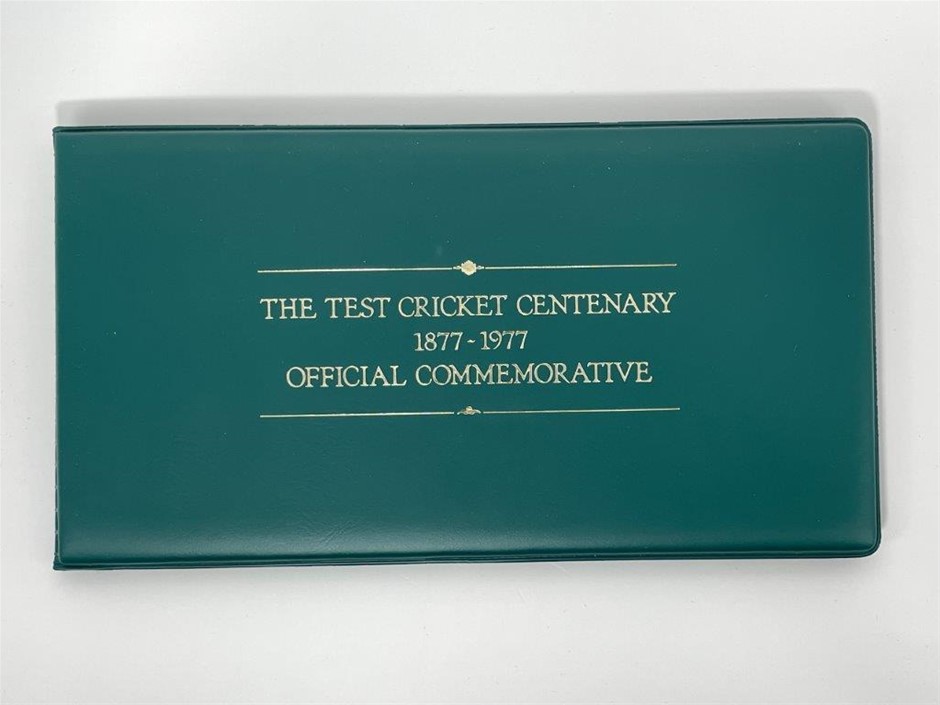 THE TEST CRICKET CENTENARY
1877~1977
OFFICIAL COMMEMORATIVE